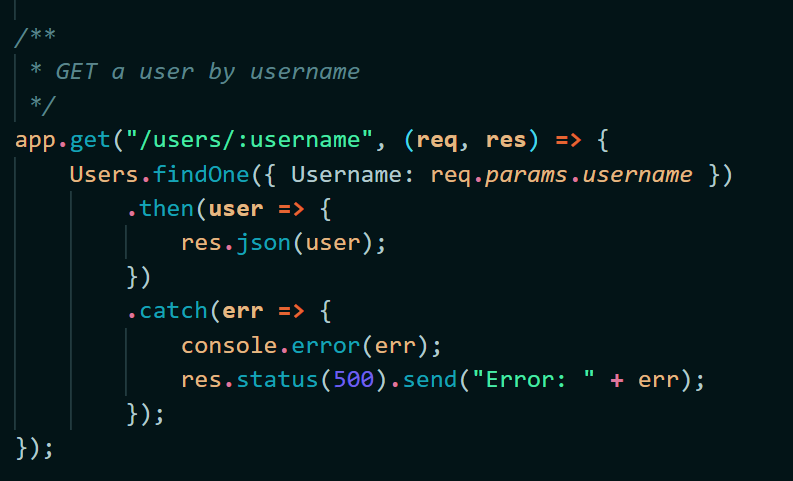 /**
 * GET a user by username
 */
app.get("/users/:username", (req, res) => {
    Users.findOne({ Username: req.params.username })
        .then(user => {
            res.json(user);
        })
        .catch(err => {
            console.error(err);
            res.status(500).send("Error: " + err);
        });
});